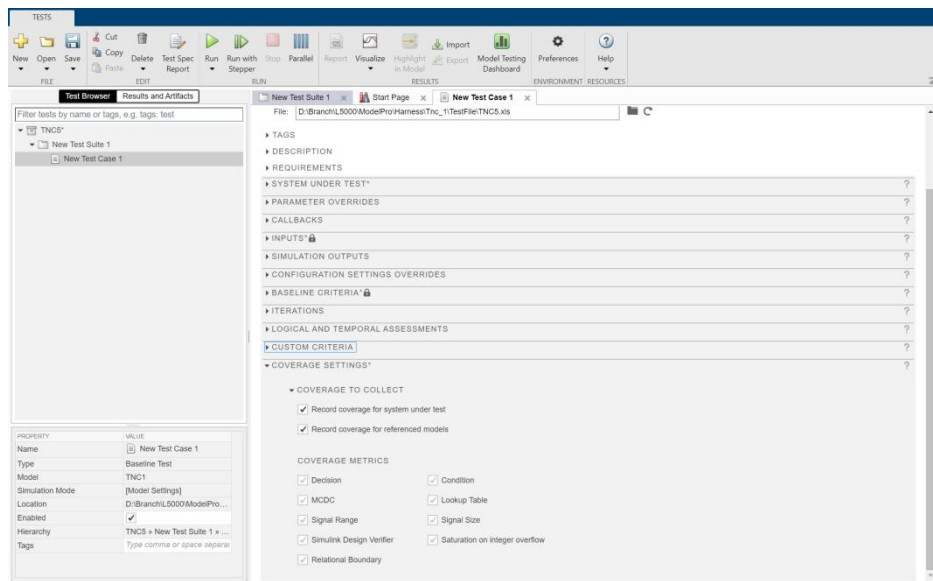 TESTS
New Open Save Cut Copy Paste Delete Test Spec Report Run Run with Stepper Stop Parallel Report Visualize Highlight in Model Import Export Model Testing Dashboard Preferences Help
FILE EDIT RUN RESULTS ENVIRONMENT RESOURCES
Test Browser Results and Artifacts
Filter tests by name or tags, e.g. tags: test
TNC5*
New Test Suite 1
New Test Case 1
New Test Suite 1 x Start Page x New Test Case 1 x
File: D:\Branch\L5000\ModelPro\Harness\Tnc_1\TestFile\TNC5.xls
TAGS
DESCRIPTION
REQUIREMENTS
SYSTEM UNDER TEST* ?
PARAMETER OVERRIDES ?
CALLBACKS ?
INPUTS* ?
SIMULATION OUTPUTS ?
CONFIGURATION SETTINGS OVERRIDES ?
BASELINE CRITERIA* ?
ITERATIONS ?
LOGICAL AND TEMPORAL ASSESSMENTS ?
CUSTOM CRITERIA ?
COVERAGE SETTINGS* ?
COVERAGE TO COLLECT
Record coverage for system under test
Record coverage for referenced models
COVERAGE METRICS
Decision Condition
MCDC Lookup Table
Signal Range Signal Size
Simulink Design Verifier Saturation on integer overflow
Relational Boundary
PROPERTY VALUE
Name New Test Case 1
Type Baseline Test
Model TNC1
Simulation Mode [Model Settings]
Location D:\Branch\L5000\ModelPro...
Enabled
Hierarchy TNC5 » New Test Suite 1 » ...
Tags Type comma or space separat